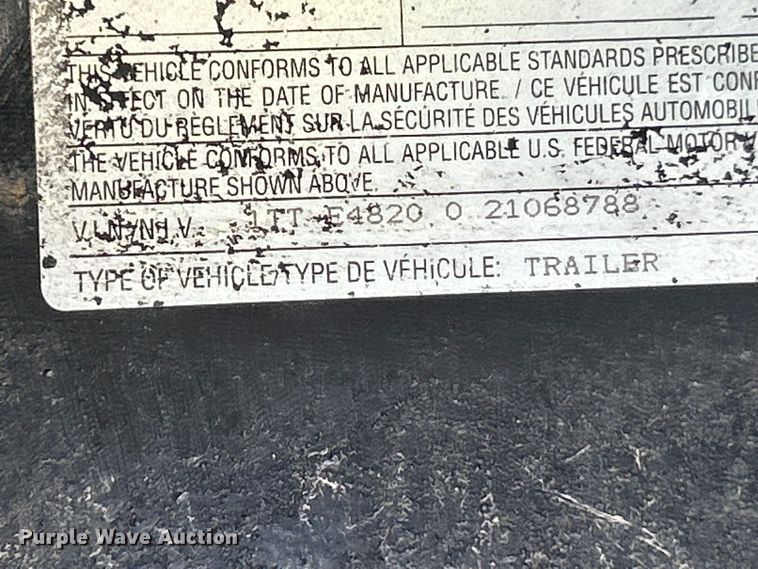 THIS VEHICLE CONFORMS TO ALL APPLICABLE STANDARDS PRESCRIBE
IN EFFECT ON THE DATE OF MANUFACTURE. / CE VÉHICULE EST CONF
VERTU DU RÈGLEMENT SUR LA SÉCURITÉ DES VÉHICULES AUTOMOBIL
THE VEHICLE CONFORMS TO ALL APPLICABLE U.S. FEDERAL MOTOR V
MANUFACTURE SHOWN ABOVE.
V.I.N./N.I.V. 1TT E4820 0 21068788
TYPE OF VEHICLE/TYPE DE VÉHICULE: TRAILER
Purple Wave Auction